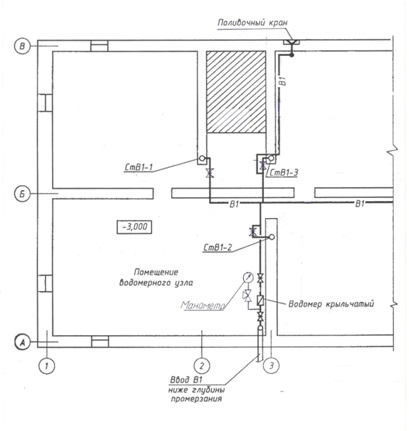 Поливочный кран
В
В1
СтВ1-1
СтВ1-3
Б
В1
В1
-3,000
СтВ1-2
Помещение
водомерного узла
Манометр
Водомер крыльчатый
А
1
2
3
Ввод В1
ниже глубины
промерзания